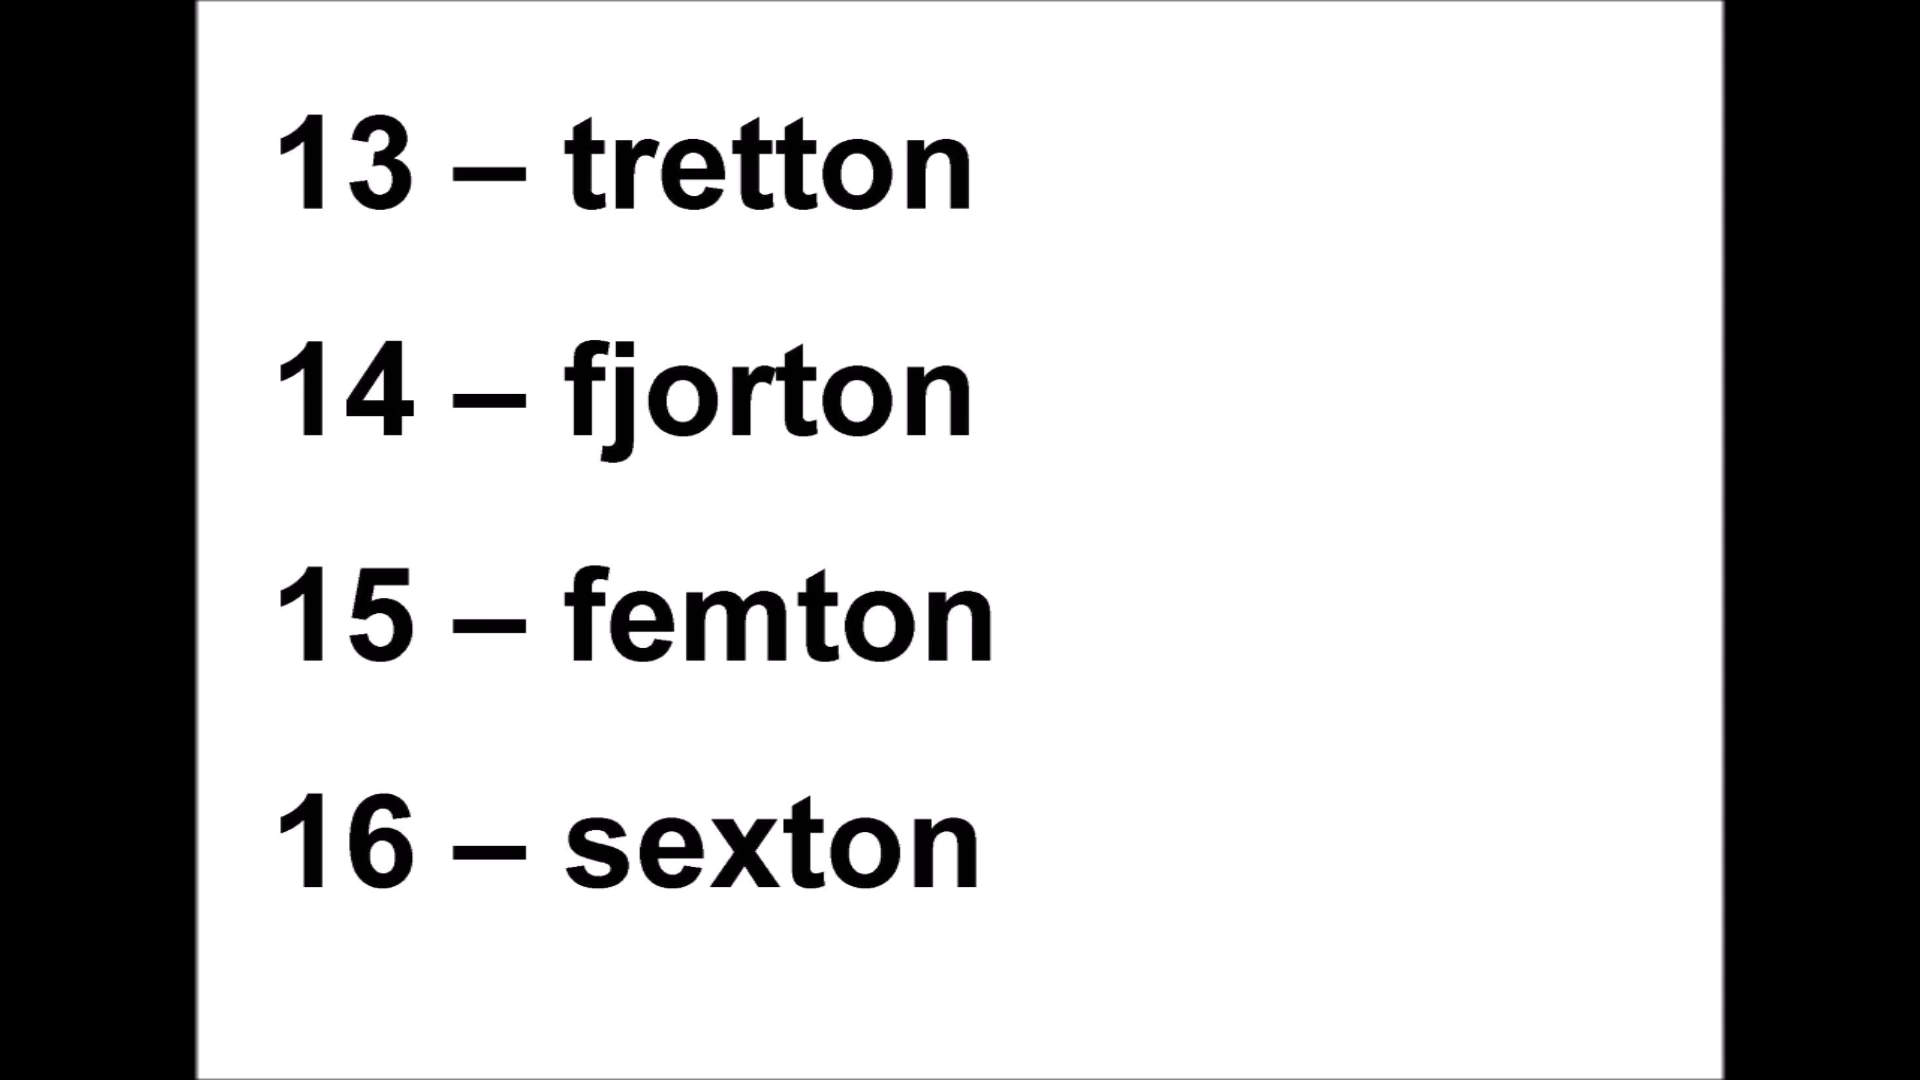 13 – tretton
14 – fjorton
15 – femton
16 – sexton